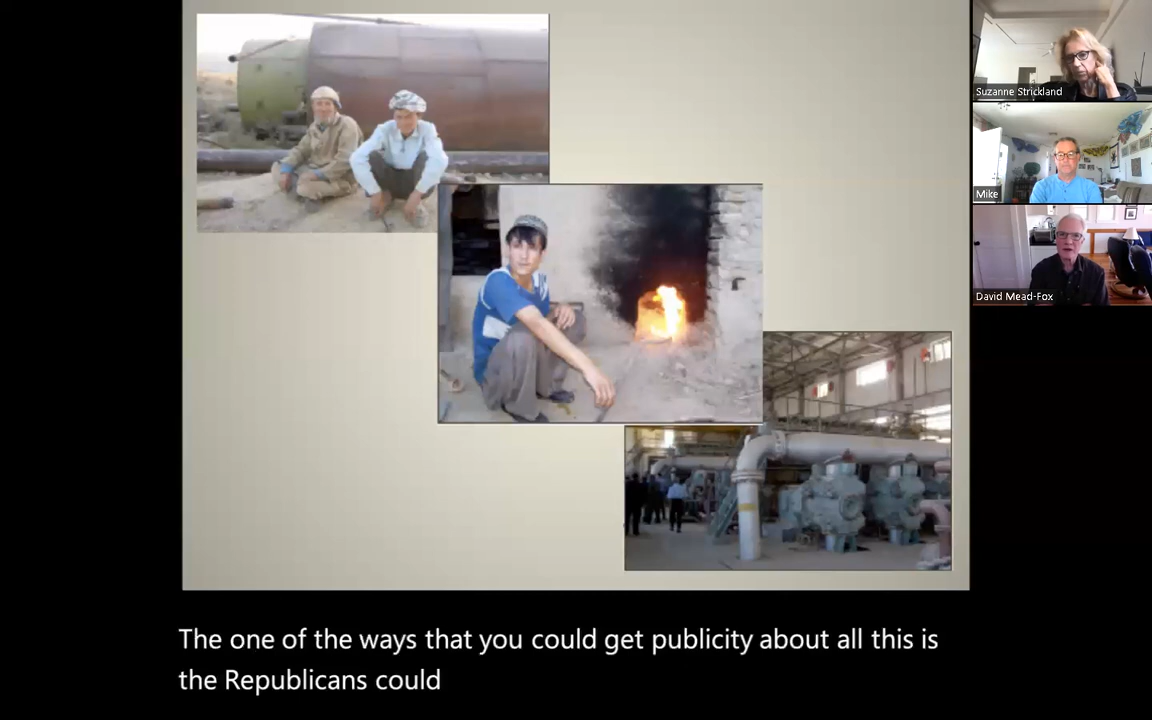 Suzanne Strickland
Mike
David Mead-Fox
The one of the ways that you could get publicity about all this is
the Republicans could